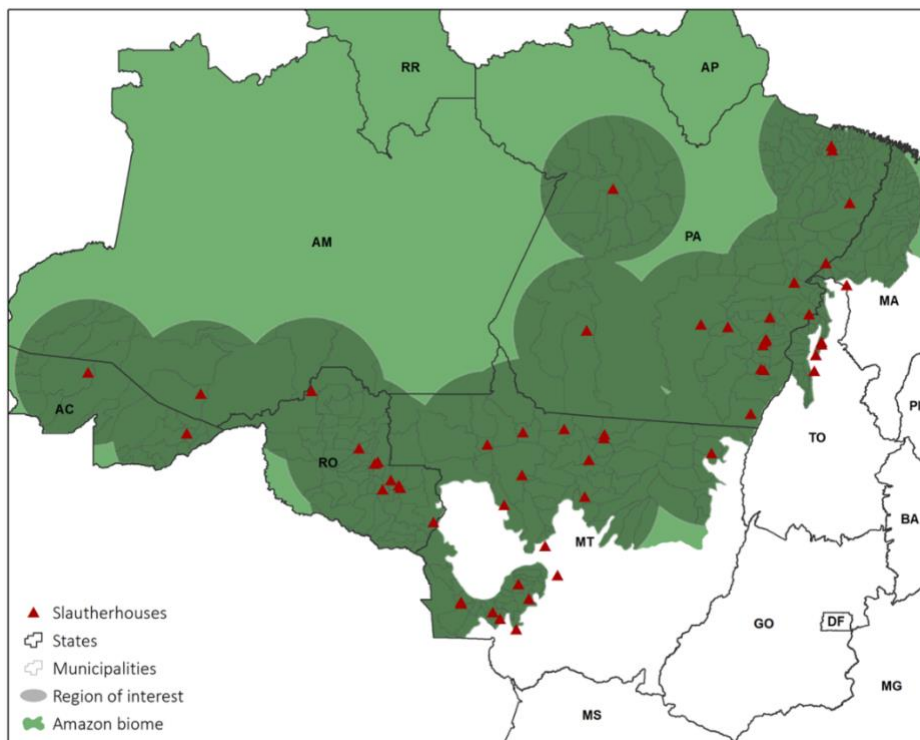 RR
AP
AM
PA
MA
AC
PI
TO
RO
BA
MT
GO
DF
MG
MS
Slautherhouses
States
Municipalities
Region of interest
Amazon biome